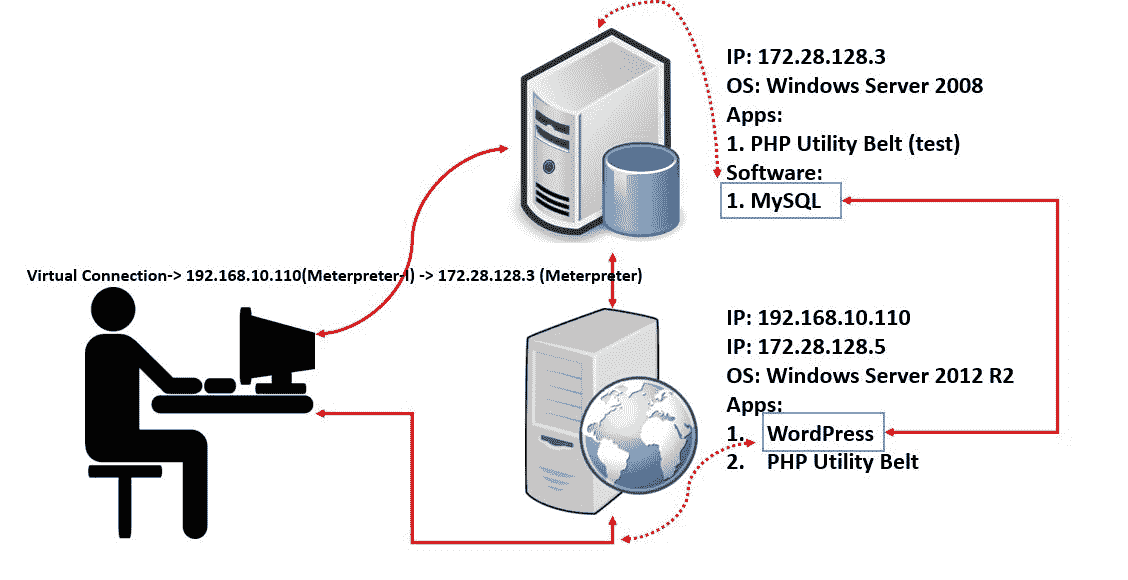 IP: 172.28.128.3
OS: Windows Server 2008
Apps:
1. PHP Utility Belt (test)
Software:
1. MySQL
Virtual Connection-> 192.168.10.110(Meterpreter-I) -> 172.28.128.3 (Meterpreter)
IP: 192.168.10.110
IP: 172.28.128.5
OS: Windows Server 2012 R2
Apps:
1. WordPress
2. PHP Utility Belt